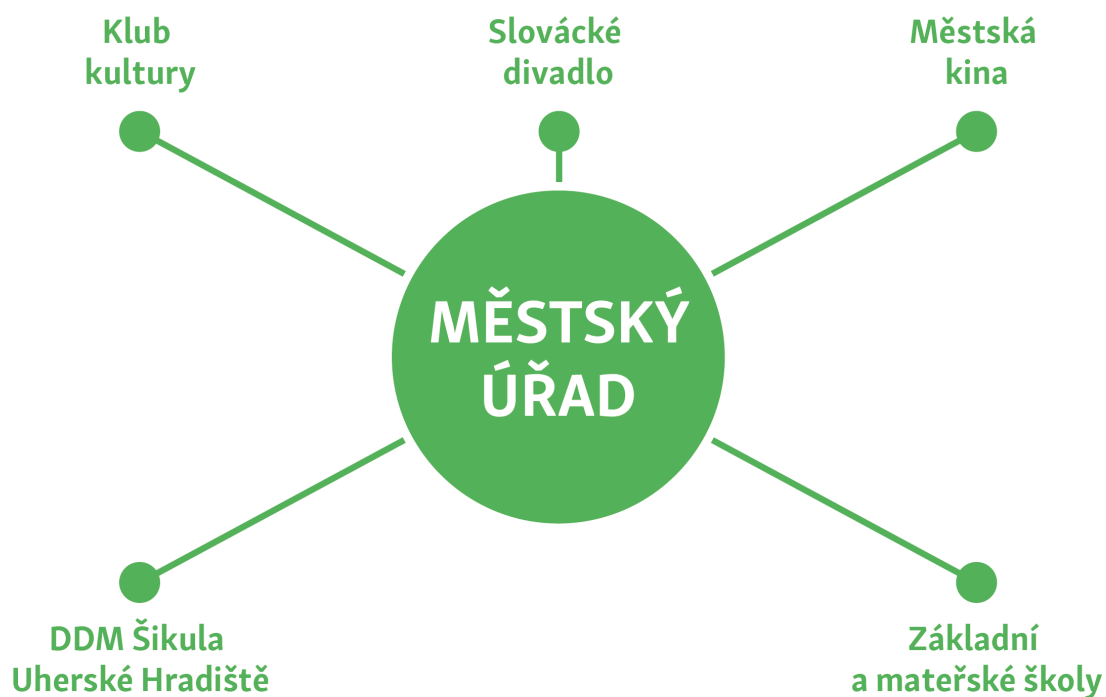 Klub
kultury
Slovácké
divadlo
Městská
kina
MĚSTSKÝ
ÚŘAD
DDM Šikula
Uherské Hradiště
Základní
a mateřské školy